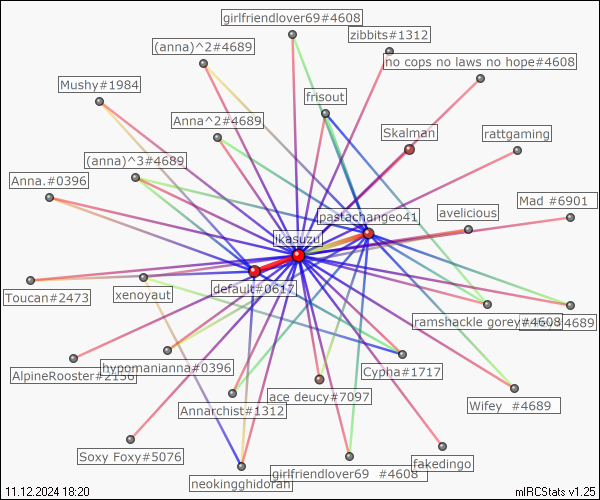 girlfriendlover69#4608
zibbits#1312
(anna)^2#4689
no cops no laws no hope#4608
Mushy#1984
frisout
Anna^2#4689
Skalman
rattgaming
(anna)^3#4689
Anna.#0396
Mad #6901
pastachangeo41
avelicious
ikasuzu
default#0617
Toucan#2473
xenoyaut
ramshackle gorey#4608
#4689
hypomanianna#0396
AlpineRooster#2150
Cypha#1717
ace deucy#7097
Annarchist#1312
Wifey #4689
Soxy Foxy#5076
fakedingo
girlfriendlover69 #4608
neokingghidorah
11.12.2024 18:20
mIRCStats v1.25